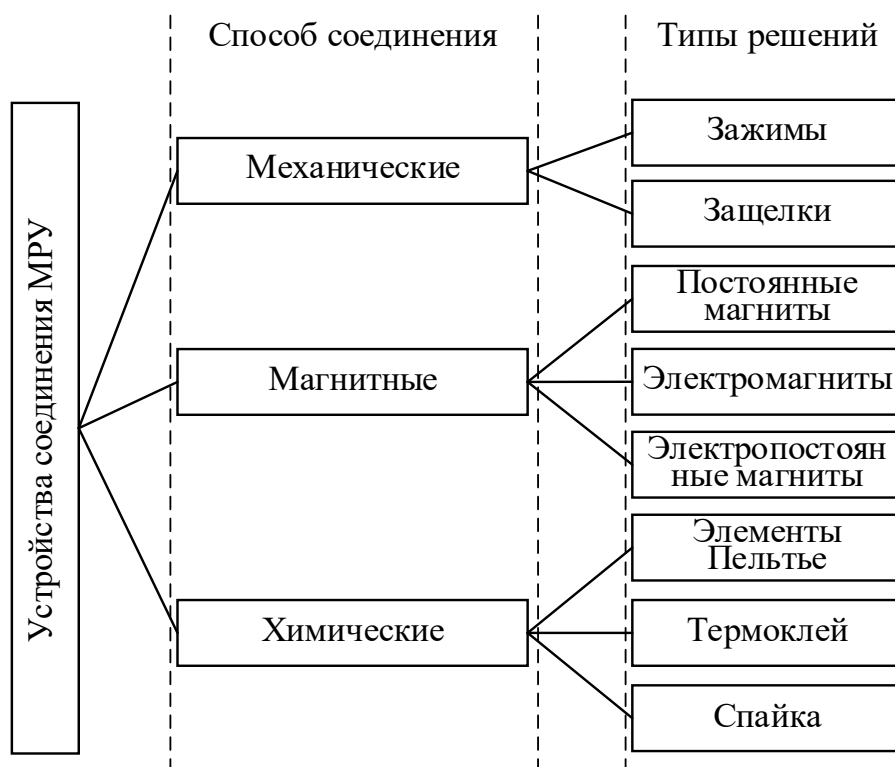 Способ соединения
Типы решений
Устройства соединения МРУ
Механические
Зажимы
Защелки
Магнитные
Постоянные
магниты
Электромагниты
Электропостоян
ные магниты
Химические
Элементы
Пельтье
Термоклей
Спайка